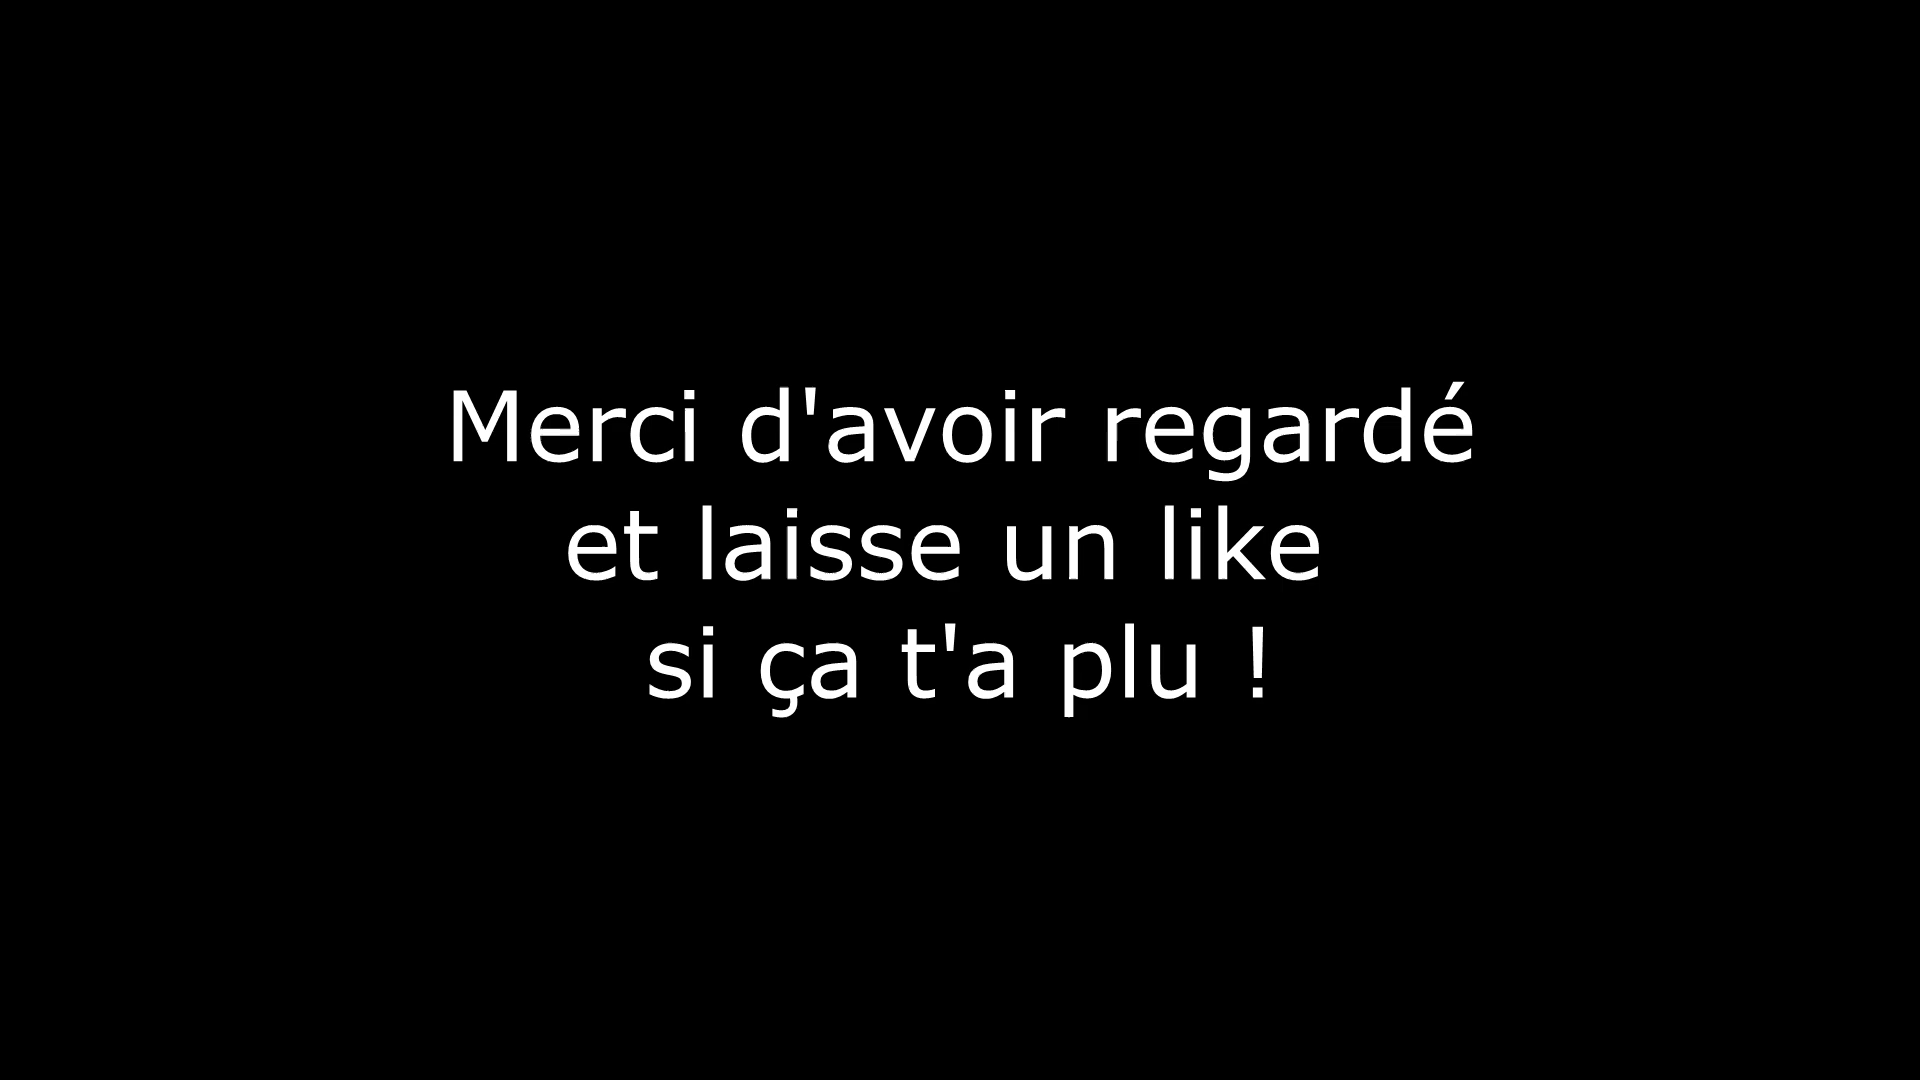 Merci d'avoir regardé
et laisse un like
si ça t'a plu !